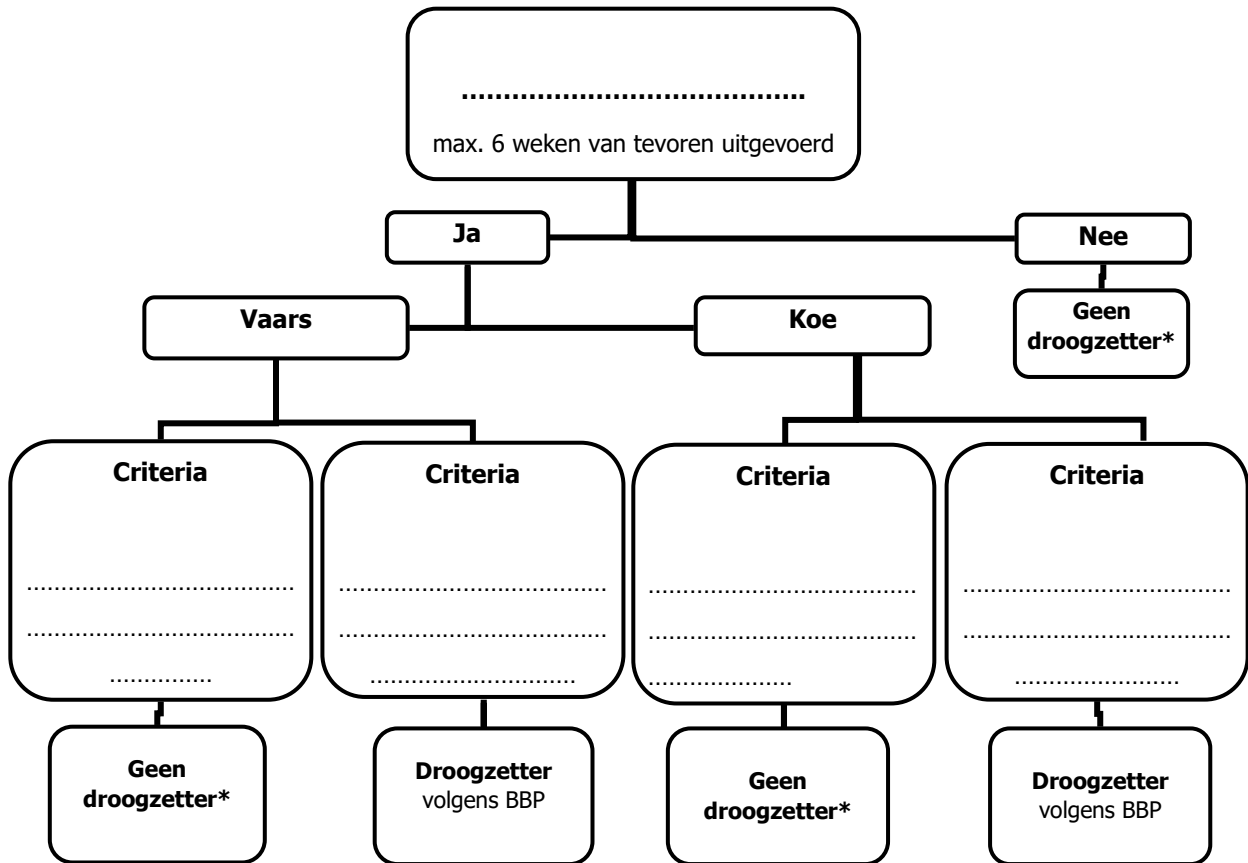 ........................................
max. 6 weken van tevoren uitgevoerd
Ja
Nee
Vaars
Koe
Geen
droogzetter*
Criteria
.............................................
.............................................
.................
Criteria
.............................................
.............................................
..................................
Criteria
.............................................
.............................................
........................
Criteria
.............................................
.............................................
...........................
Geen
droogzetter*
Droogzetter
volgens BBP
Geen
droogzetter*
Droogzetter
volgens BBP